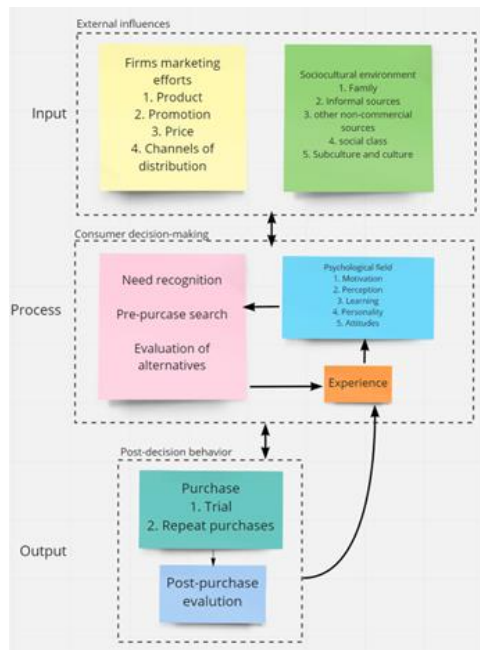 External influences
Input
Firms marketing
efforts
1. Product
2. Promotion
3. Price
4. Channels of
distribution
Sociocultural environment
1. Family
2. Informal sources
3. other non-commercial
sources
4. social class
5. Subculture and culture
Consumer decision-making
Process
Need recognition
Pre-purcase search
Evaluation of
alternatives
Psychological field
1. Motivation
2. Perception
3. Learning
4. Personality
5. Attitudes
Experience
Post-decision behavior
Output
Purchase
1. Trial
2. Repeat purchases
Post-purchase
evalution